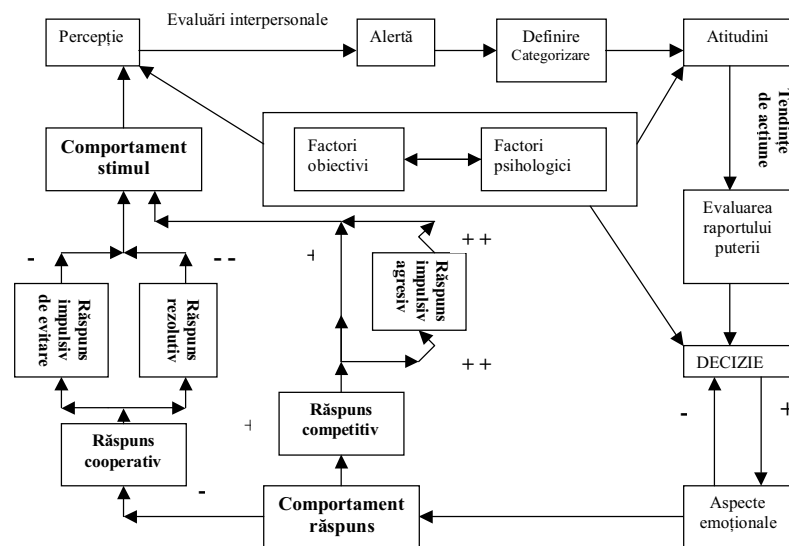 Evaluări interpersonale
Percepție
Alertă
Definire
Categorizare
Atitudini
Tendințe
de acțiune
Comportament
stimul
Factori
obiectivi
Factori
psihologici
Evaluarea
raportului
puterii
-
- -
+
+ +
Răspuns
impulsiv
de evitare
Răspuns
rezolutiv
Răspuns
impulsiv
agresiv
+ +
DECIZIE
Răspuns
cooperativ
+
Răspuns
competitiv
-
+
-
Comportament
răspuns
Aspecte
emoționale